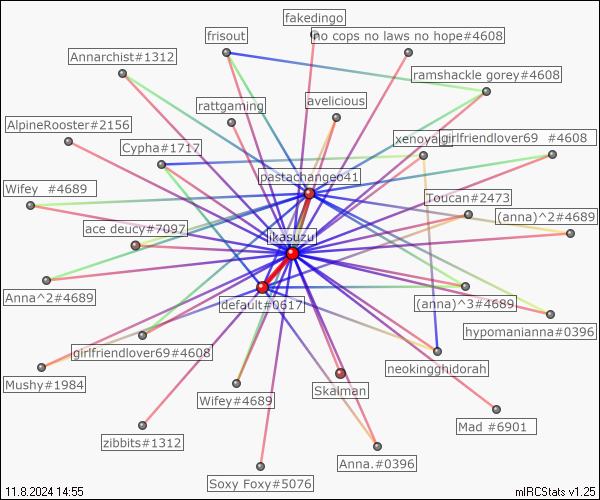 fakedingo
frisout
no cops no laws no hope#4608
Annarchist#1312
ramshackle gorey#4608
rattgaming
avelicious
AlpineRooster#2156
Cypha#1717
xenoya
girlfriendlover69 #4608
pastachangeo41
Wifey #4689
Toucan#2473
(anna)^2#4689
ace deucy#7097
ikasuzu
Anna^2#4689
default#0617
(anna)^3#4689
hypomanianna#0396
girlfriendlover69#4608
neokingghidorah
Mushy#1984
Wifey#4689
Skalman
Mad #6901
zibbits#1312
Anna.#0396
Soxy Foxy#5076
11.8.2024 14:55
mIRCStats v1.25